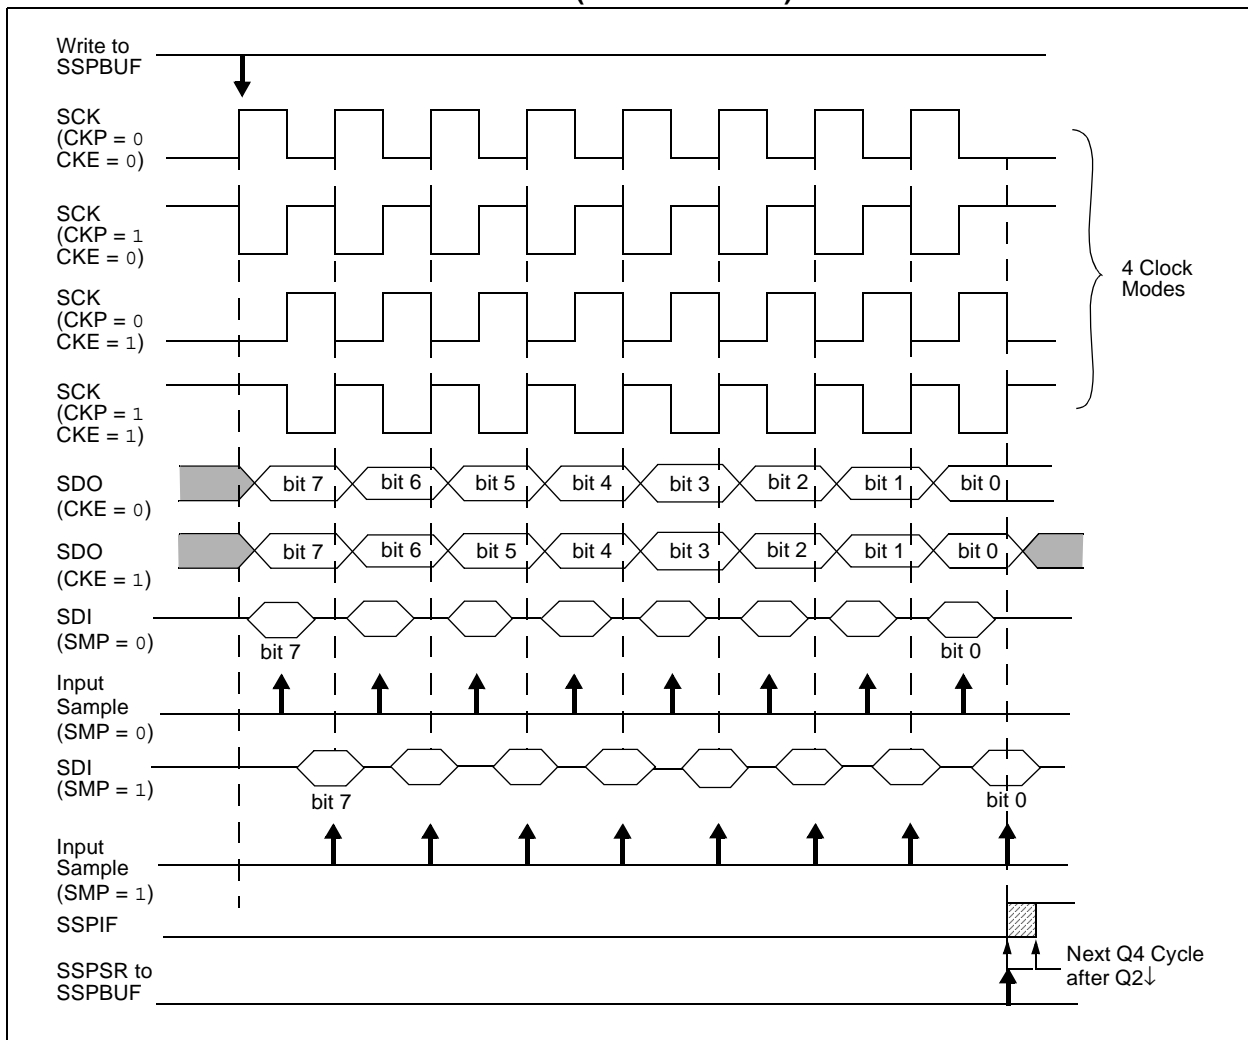 Write to
SSPBUF
SCK
(CKP = 0
CKE = 0)
SCK
(CKP = 1
CKE = 0)
SCK
(CKP = 0
CKE = 1)
SCK
(CKP = 1
CKE = 1)
4 Clock
Modes
SDO
(CKE = 0)
bit 7 bit 6 bit 5 bit 4 bit 3 bit 2 bit 1 bit 0
SDO
(CKE = 1)
bit 7 bit 6 bit 5 bit 4 bit 3 bit 2 bit 1 bit 0
SDI
(SMP = 0)
bit 7 bit 0
Input
Sample
(SMP = 0)
SDI
(SMP = 1)
bit 7 bit 0
Input
Sample
(SMP = 1)
SSPIF
Next Q4 Cycle
after Q2↓
SSPSR to
SSPBUF